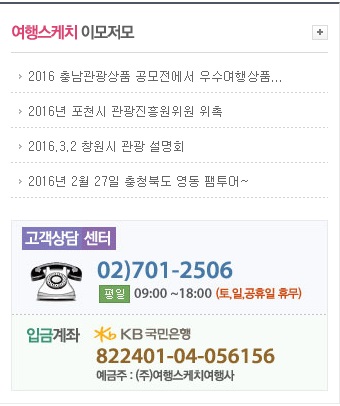 여행스케치 이모저모
2016 충남관광상품 공모전에서 우수여행상품...
2016년 포천시 관광진흥원위원 위촉
2016.3.2 창원시 관광 설명회
2016년 2월 27일 충청북도 영동 팸투어~
고객상담 센터
02)701-2506
평일 09:00 ~18:00 (토,일,공휴일 휴무)
입금계좌 KB국민은행
822401-04-056156
예금주 : (주)여행스케치여행사